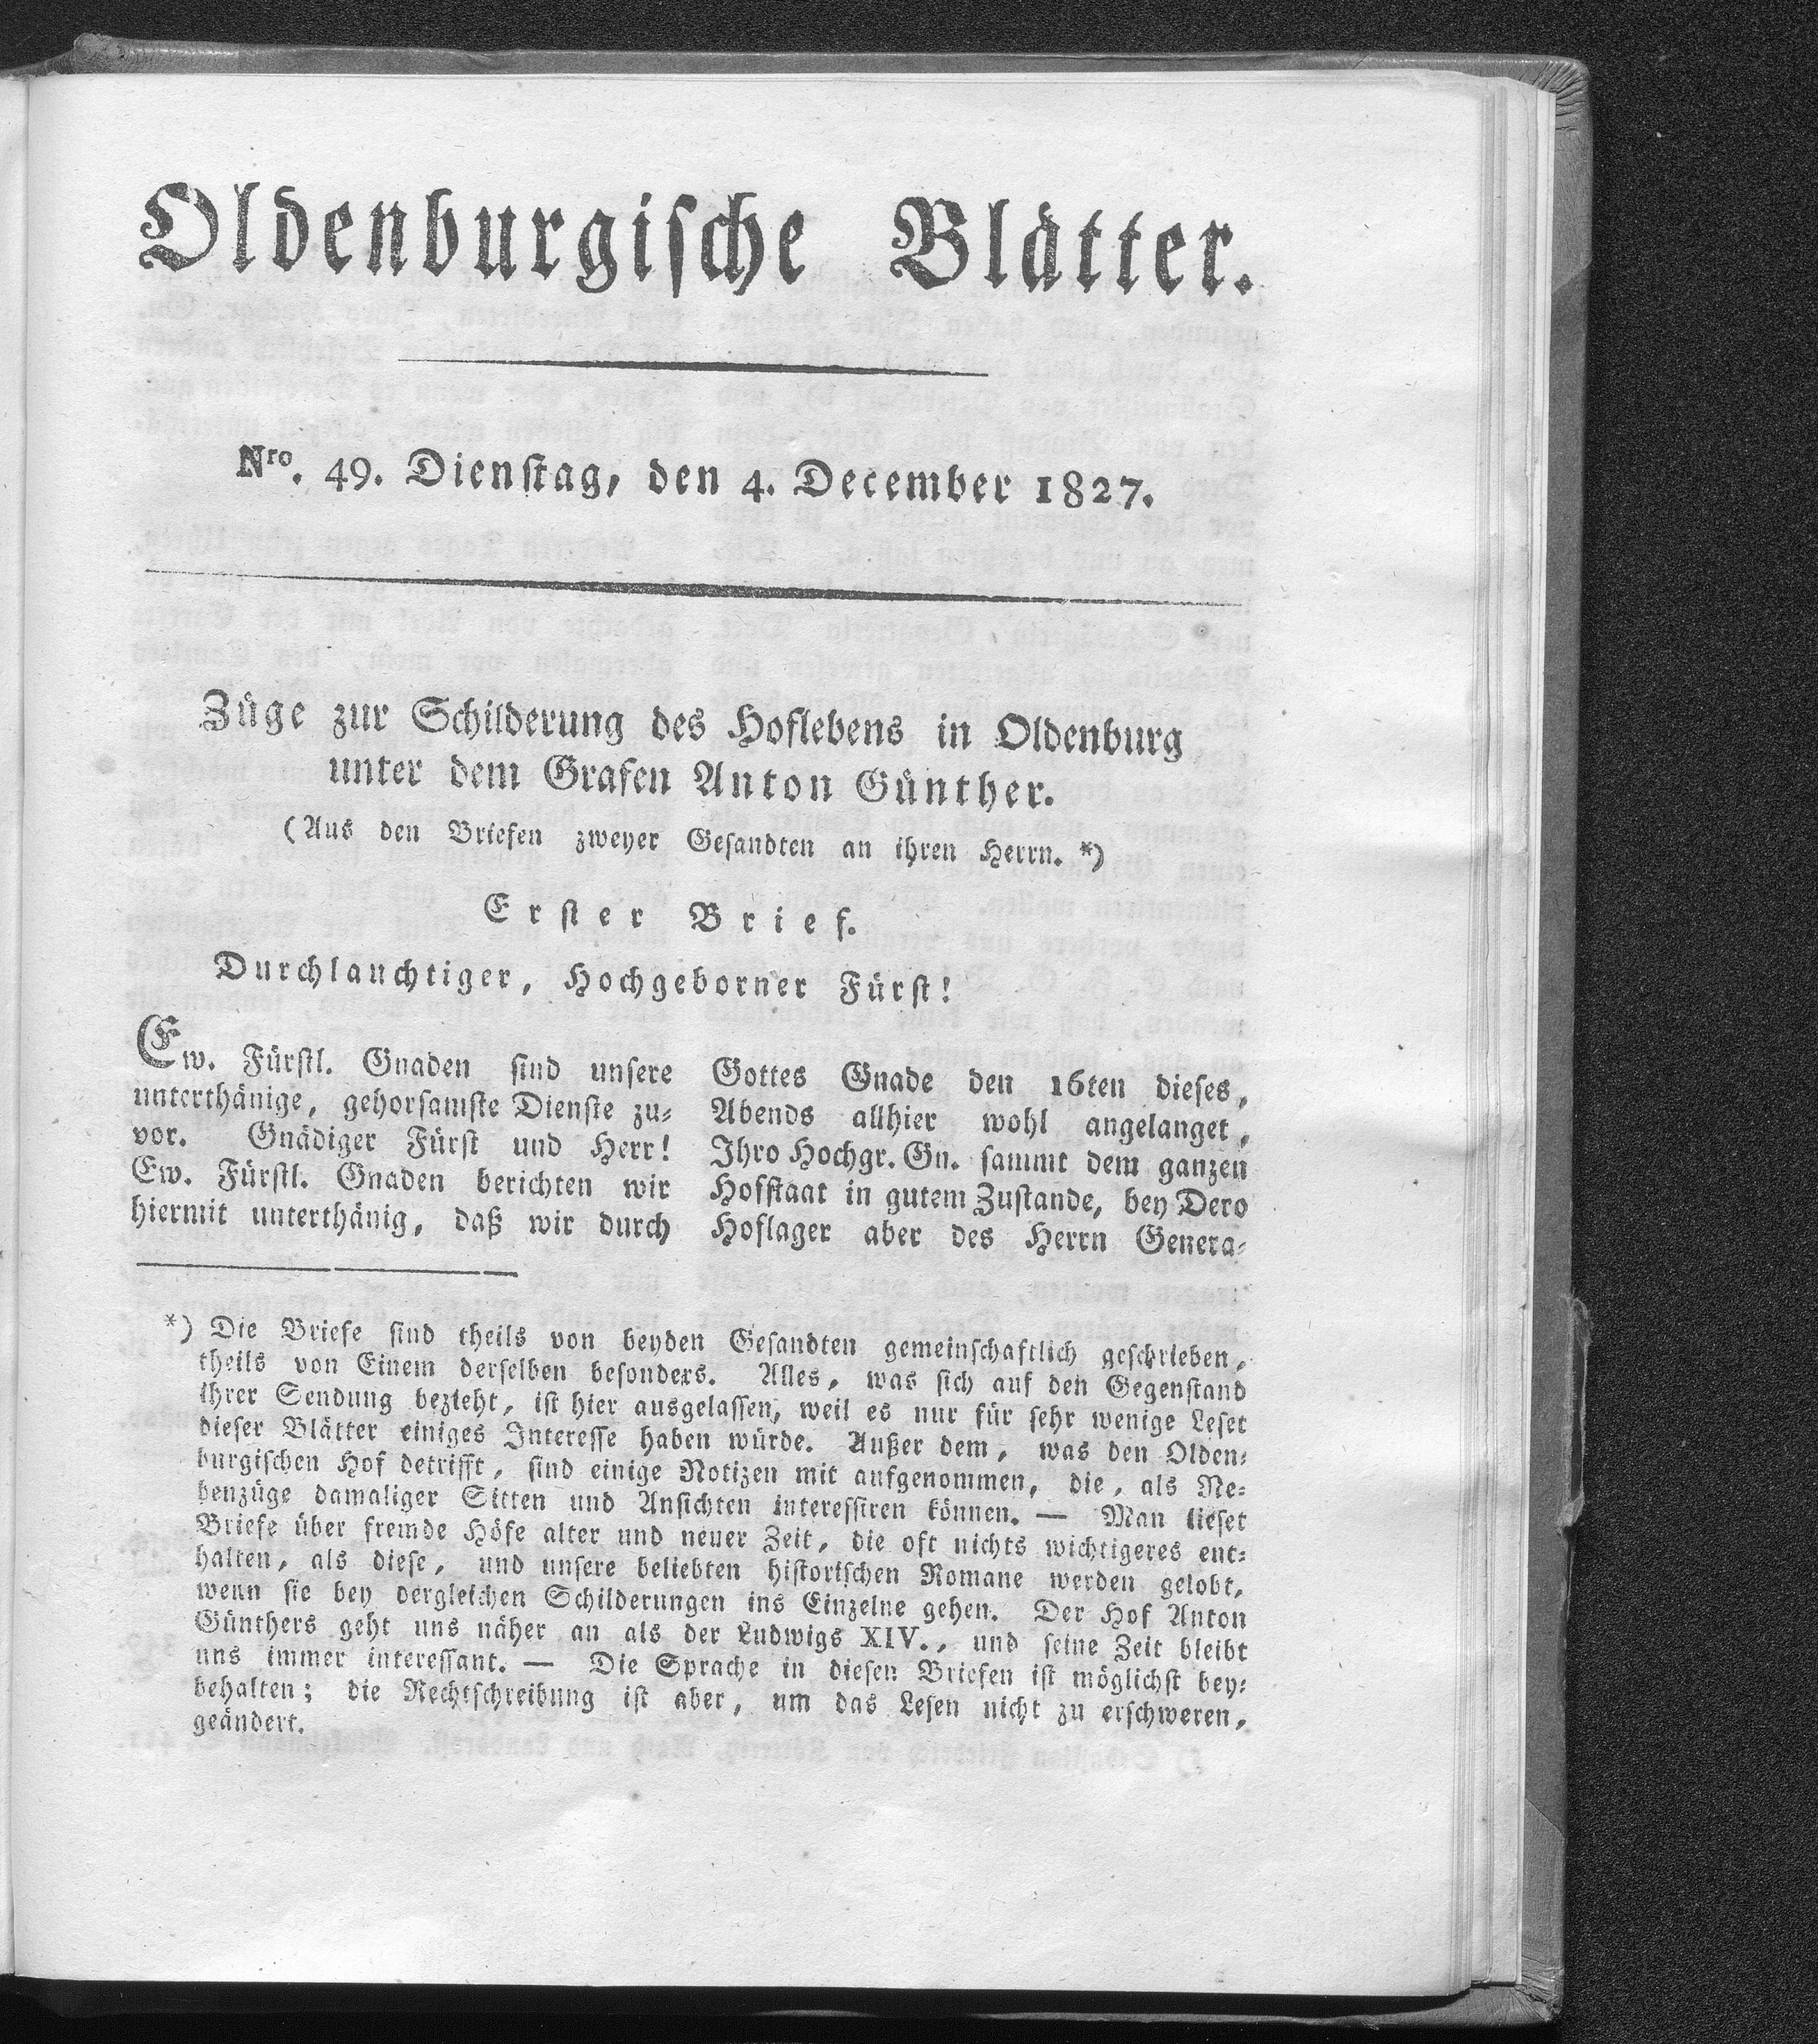 Oldenburgische Blätter.
Nro. 49. Dienstag, den 4. December 1827.
Züge zur Schilderung des Hoflebens in Oldenburg
unter dem Grafen Anton Günther.
(Aus den Briefen zweyer Gesandten an ihren Herrn. *)
Erster Brief.
Durchlauchtiger, Hochgeborner Fürst!
Ew. Fürstl. Gnaden sind unsere
unterthänige, gehorsamste Dienste zu-
vor. Gnädiger Fürst und Herr!
Ew. Fürstl. Gnaden berichten wir
hiermit unterthänig, daß wir durch
Gottes Gnade den 16ten dieses,
Abends allhier wohl angelanget,
Ihro Hochgr. Gn. sammt dem ganzen
Hofstaat in gutem Zustande, bey Dero
Hoflager aber des Herrn Genera-
*) Die Briefe sind theils von beyden Gesandten gemeinschaftlich geschrieben,
theils von Einem derselben besonders. Alles, was sich auf den Gegenstand
ihrer Sendung bezieht, ist hier ausgelassen, weil es nur für sehr wenige Leser
dieser Blätter einiges Interesse haben würde. Außer dem, was den Olden-
burgischen Hof betrifft, sind einige Notizen mit aufgenommen, die, als Ne-
benzüge damaliger Sitten und Ansichten interessiren können. — Man lieset
Briefe über fremde Höfe alter und neuer Zeit, die oft nichts wichtigeres ent-
halten, als diese, und unsere beliebten historischen Romane werden gelobt,
wenn sie bey dergleichen Schilderungen ins Einzelne gehen. Der Hof Anton
Günthers geht uns näher an als der Ludwigs XIV., und seine Zeit bleibt
uns immer interessant. — Die Sprache in diesen Briefen ist möglichst bey-
behalten; die Rechtschreibung ist aber, um das Lesen nicht zu erschweren,
geändert.